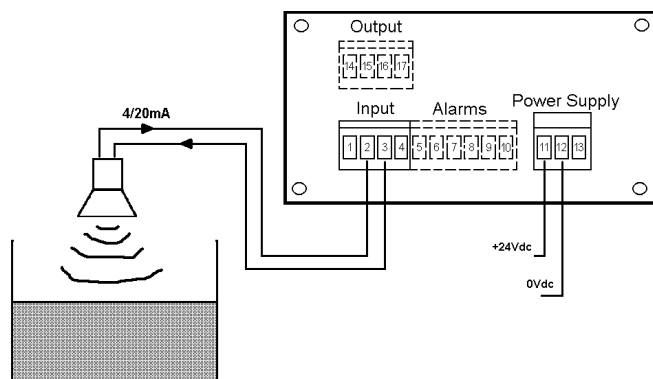 Output
14 15 16 17
4/20mA
Input Alarms Power Supply
1 2 3 4 5 6 7 8 9 10 11 12 13
+24Vdc
0Vdc